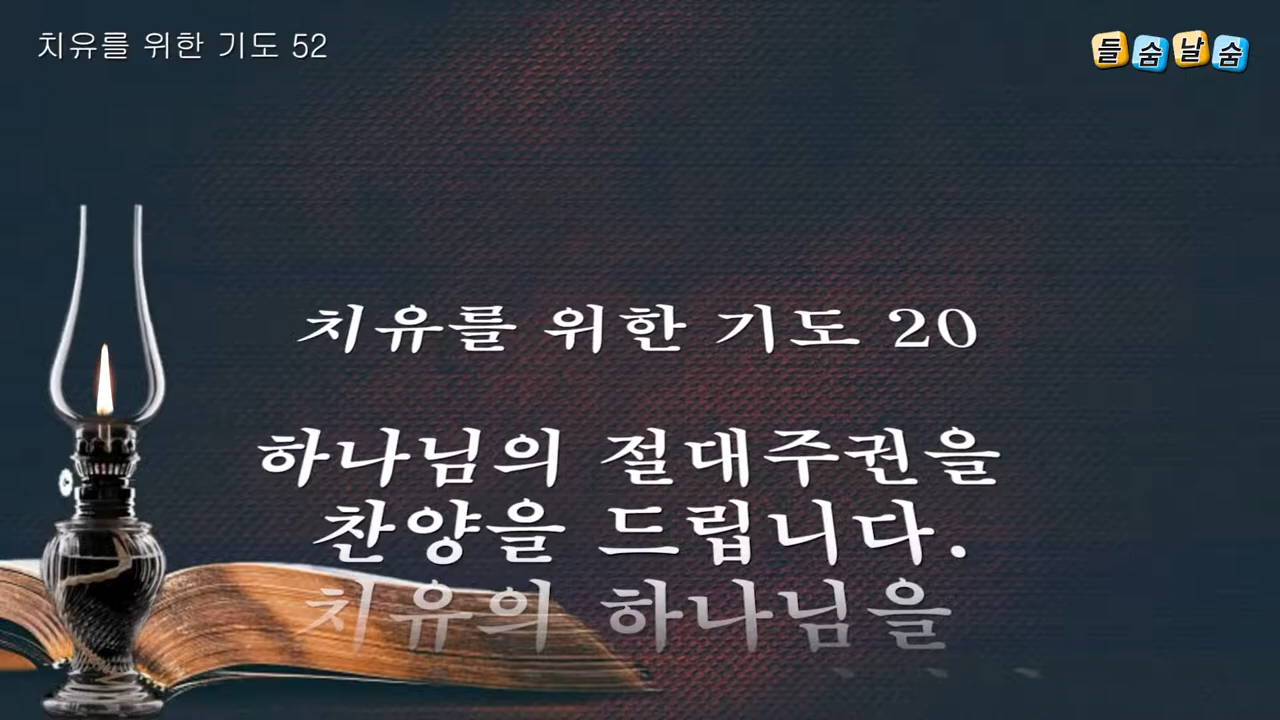 치유를 위한 기도 52
들숨날숨
치유를 위한 기도 20
하나님의 절대주권을
찬양을 드립니다.
치유의 하나님을